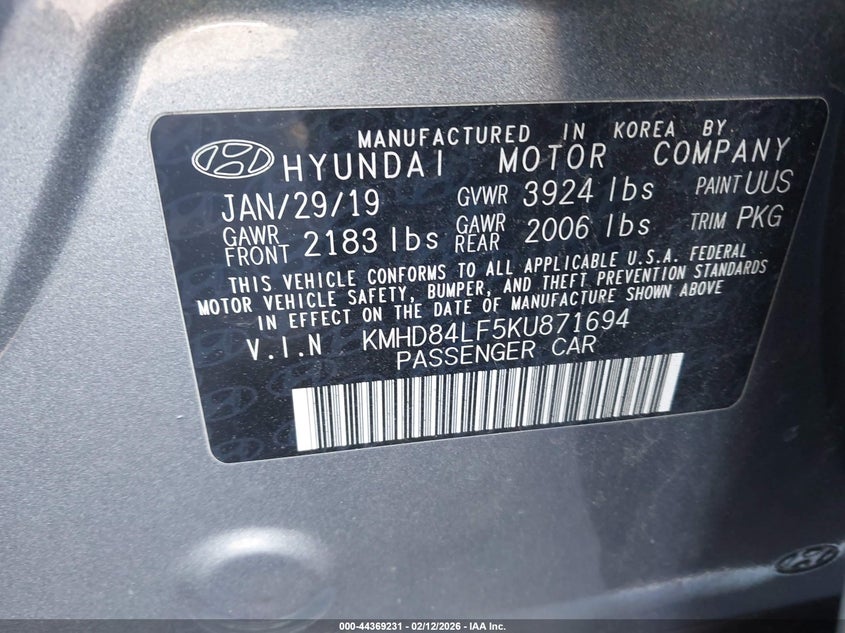 MANUFACTURED IN KOREA BY
HYUNDAI MOTOR COMPANY
JAN/29/19 GVWR 3924 lbs PAINT UUS
GAWR FRONT 2183 lbs GAWR REAR 2006 lbs TRIM PKG
THIS VEHICLE CONFORMS TO ALL APPLICABLE U.S.A. FEDERAL
MOTOR VEHICLE SAFETY, BUMPER, AND THEFT PREVENTION STANDARDS
IN EFFECT ON THE DATE OF MANUFACTURE SHOWN ABOVE
V.I.N KMHD84LF5KU871694
PASSENGER CAR
000-44369231 - 02/12/2026 - IAA Inc.